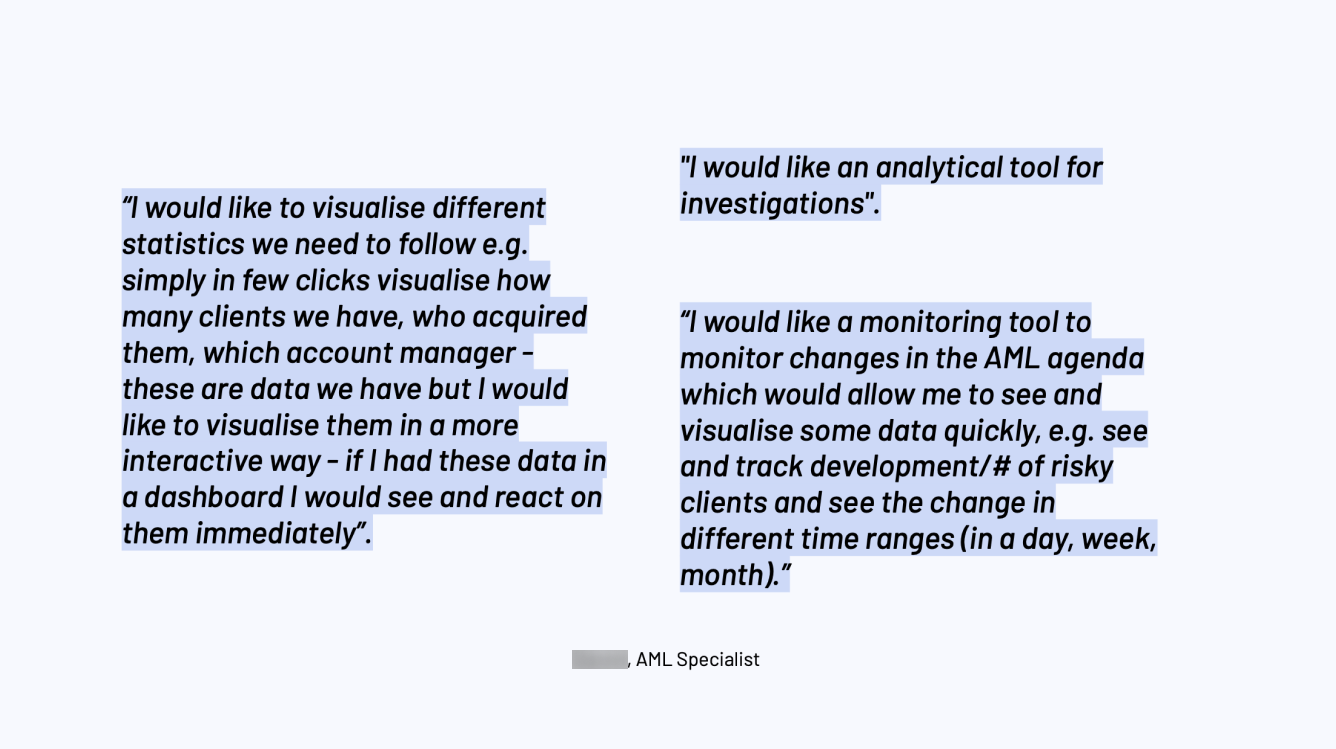 “I would like to visualise different
statistics we need to follow e.g.
simply in few clicks visualise how
many clients we have, who acquired
them, which account manager -
these are data we have but I would
like to visualise them in a more
interactive way - if I had these data in
a dashboard I would see and react on
them immediately”.
"I would like an analytical tool for
investigations".
“I would like a monitoring tool to
monitor changes in the AML agenda
which would allow me to see and
visualise some data quickly, e.g. see
and track development/# of risky
clients and see the change in
different time ranges (in a day, week,
month).”
, AML Specialist